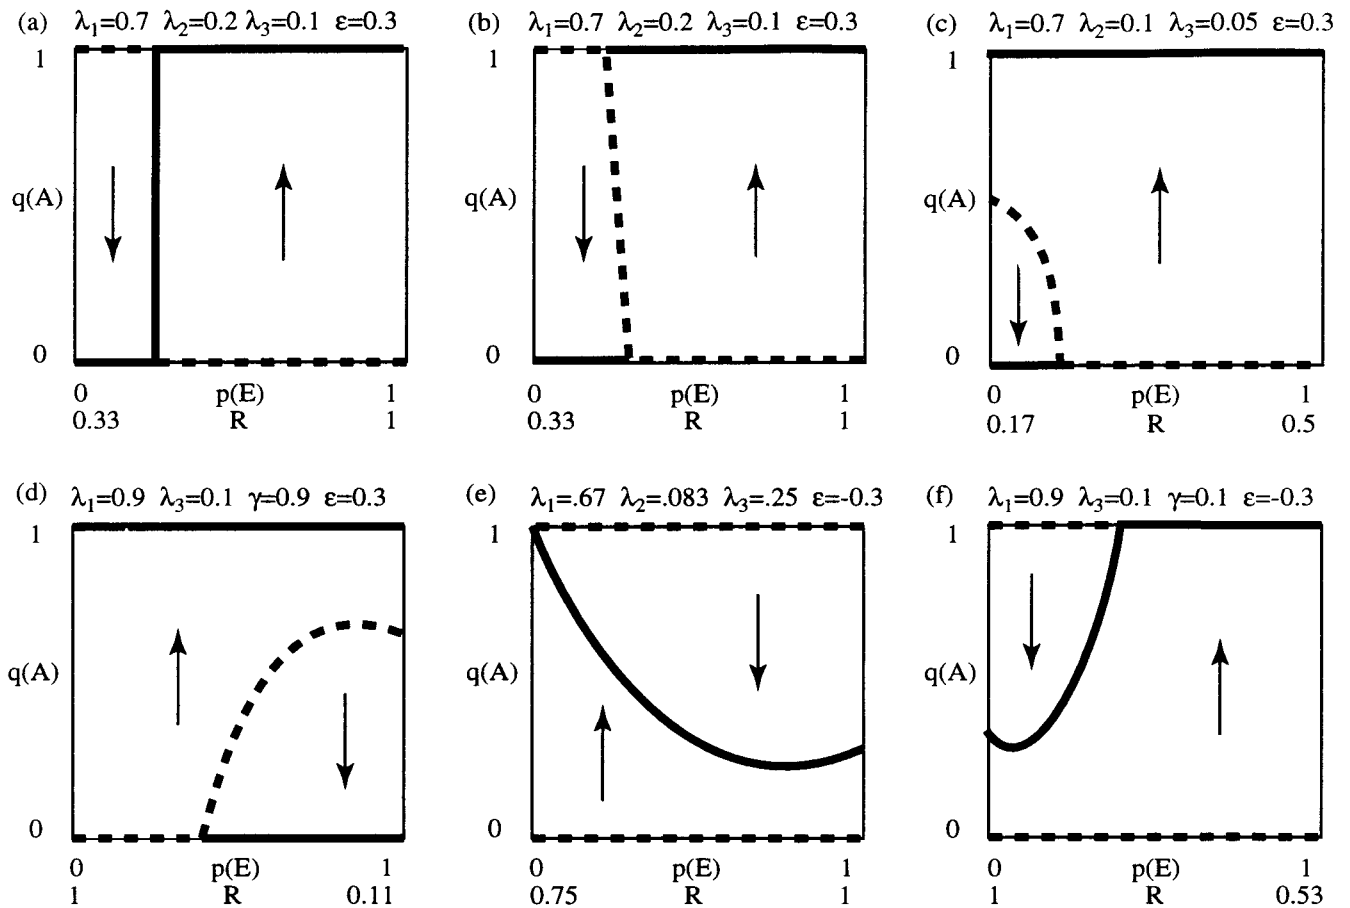 (a) λ1=0.7 λ2=0.2 λ3=0.1 ε=0.3
1
q(A)
0
0 p(E) 1
0.33 R 1
(b) λ1=0.7 λ2=0.2 λ3=0.1 ε=0.3
1
q(A)
0
0 p(E) 1
0.33 R 1
(c) λ1=0.7 λ2=0.1 λ3=0.05 ε=0.3
1
q(A)
0
0 p(E) 1
0.17 R 0.5
(d) λ1=0.9 λ3=0.1 γ=0.9 ε=0.3
1
q(A)
0
0 p(E) 1
1 R 0.11
(e) λ1=.67 λ2=.083 λ3=.25 ε=-0.3
1
q(A)
0
0 p(E) 1
0.75 R 1
(f) λ1=0.9 λ3=0.1 γ=0.1 ε=-0.3
1
q(A)
0
0 p(E) 1
1 R 0.53